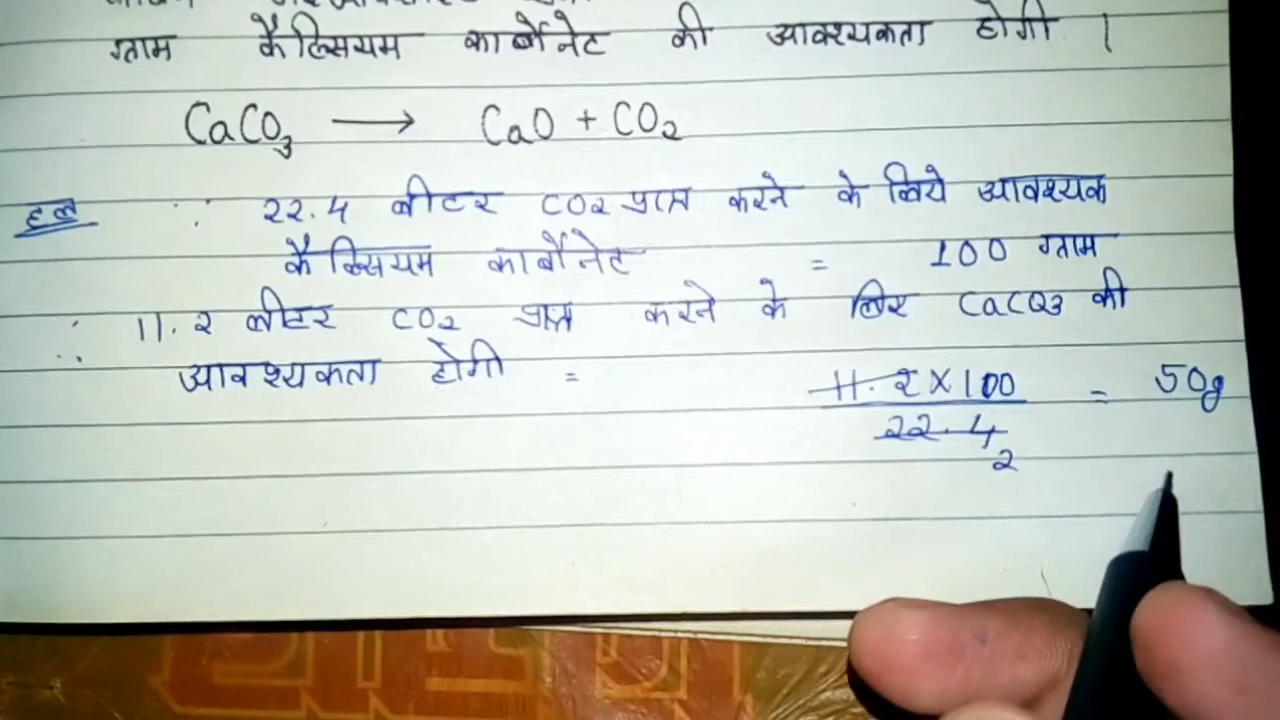 ग्राम कैल्सियम कार्बोनेट की आवश्यकता होगी ।
CaCO₃ ⟶ CaO + CO₂
हल ∵ 22.4 लीटर CO₂ प्राप्त करने के लिये आवश्यक
कैल्सियम कार्बोनेट = 100 ग्राम
∴ 11.2 लीटर CO₂ प्राप्त करने के लिए CaCO3 की
आवश्यकता होगी = 11.2 × 100 = 50g
22.4
2